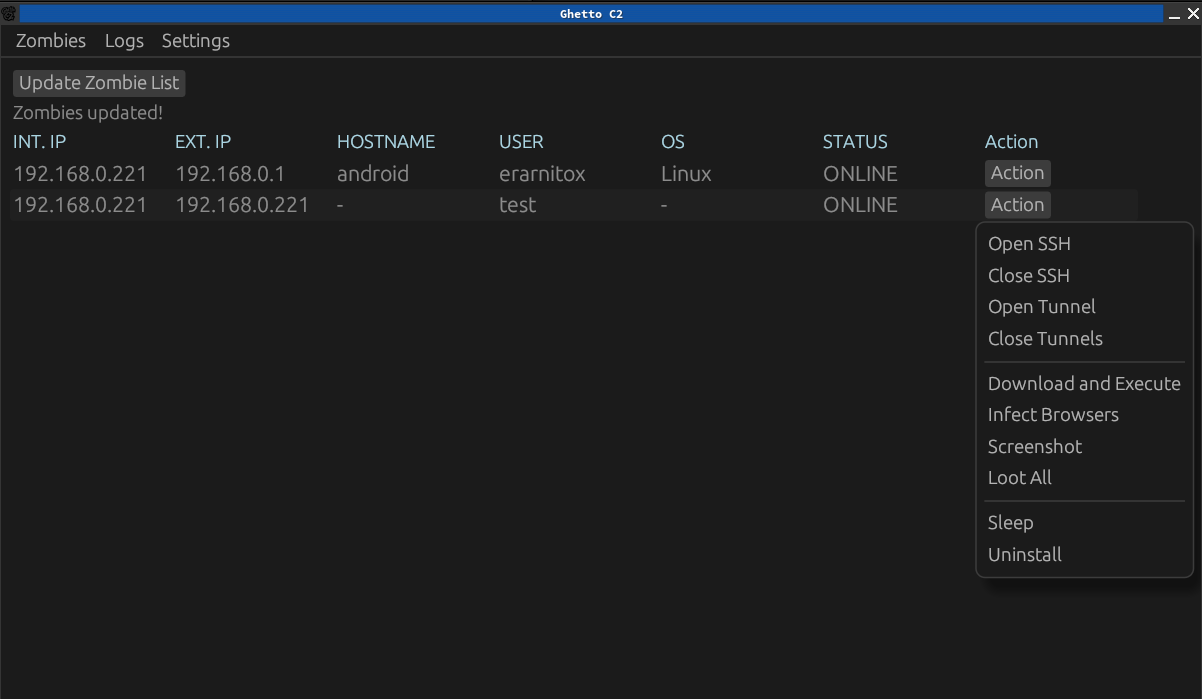 Ghetto C2
Zombies Logs Settings
Update Zombie List
Zombies updated!
INT. IP EXT. IP HOSTNAME USER OS STATUS Action
192.168.0.221 192.168.0.1 android erarnitox Linux ONLINE Action
192.168.0.221 192.168.0.221 - test - ONLINE Action
Open SSH
Close SSH
Open Tunnel
Close Tunnels
Download and Execute
Infect Browsers
Screenshot
Loot All
Sleep
Uninstall